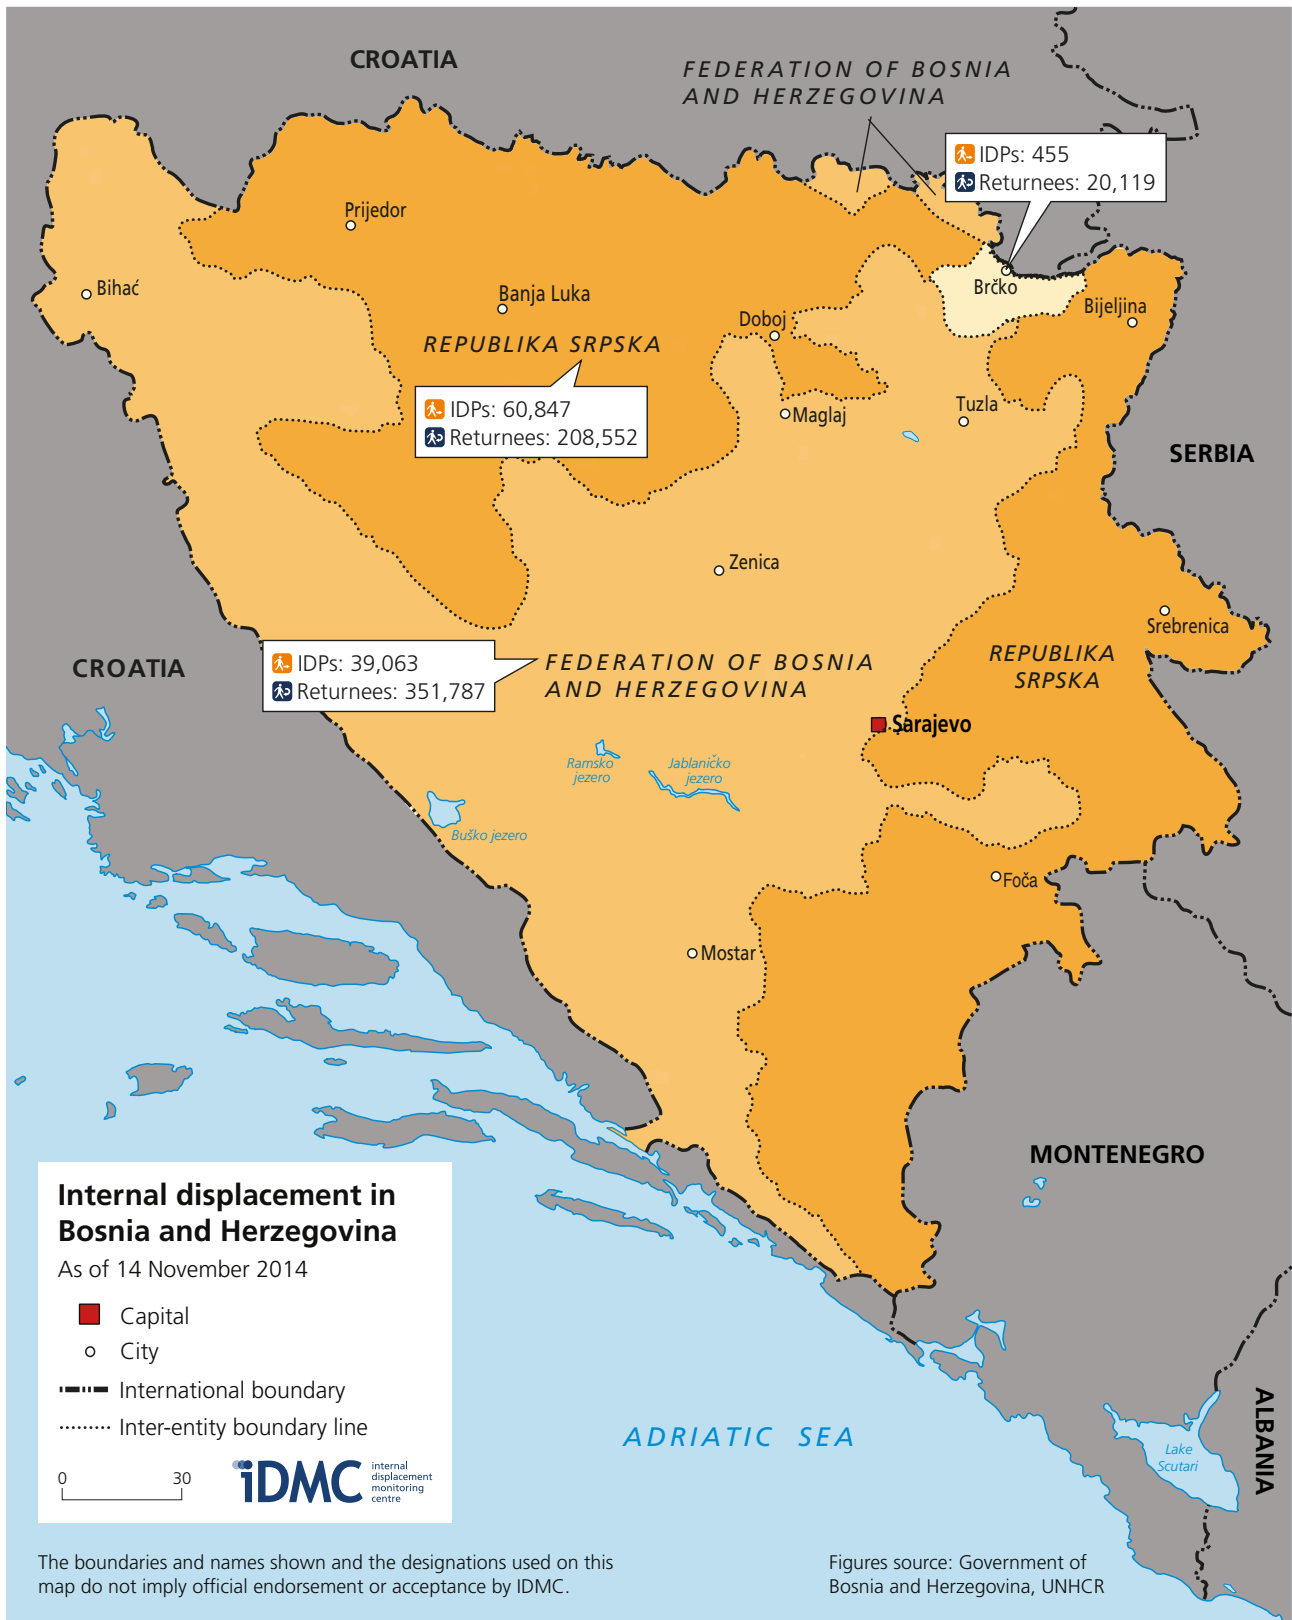 CROATIA
FEDERATION OF BOSNIA
AND HERZEGOVINA
IDPs: 455
Returnees: 20,119
Prijedor
Bihać
Banja Luka
Brčko
Bijeljina
Doboj
REPUBLIKA SRPSKA
IDPs: 60,847
Returnees: 208,552
Maglaj
Tuzla
SERBIA
Zenica
Srebrenica
CROATIA
IDPs: 39,063
Returnees: 351,787
FEDERATION OF BOSNIA
AND HERZEGOVINA
REPUBLIKA
SRPSKA
Sarajevo
Ramsko
jezero
Jablaničko
jezero
Buško jezero
Foča
Mostar
MONTENEGRO
Internal displacement in
Bosnia and Herzegovina
As of 14 November 2014
Capital
City
International boundary
Inter-entity boundary line
0 30
iDMC
internal
displacement
monitoring
centre
ADRIATIC SEA
Lake
Scutari
ALBANIA
The boundaries and names shown and the designations used on this
map do not imply official endorsement or acceptance by IDMC.
Figures source: Government of
Bosnia and Herzegovina, UNHCR